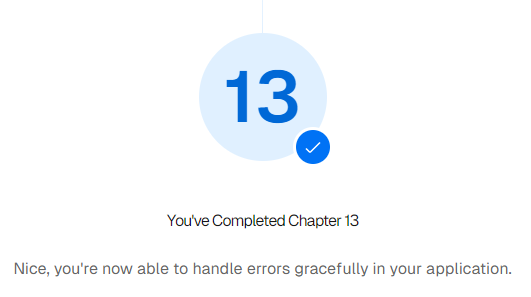 13
You've Completed Chapter 13
Nice, you're now able to handle errors gracefully in your application.